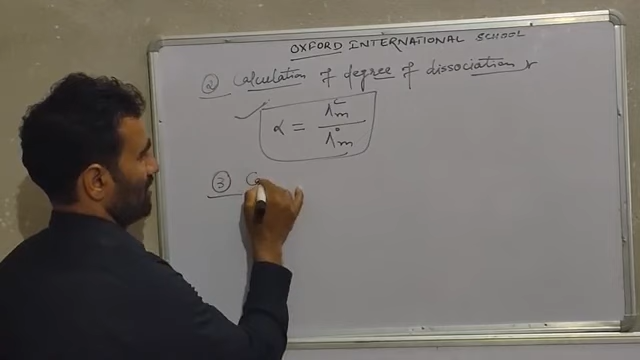 OXFORD INTERNATIONAL SCHOOL
② Calculation of degree of dissociation
α = Λᶜm / Λ°m
③ C